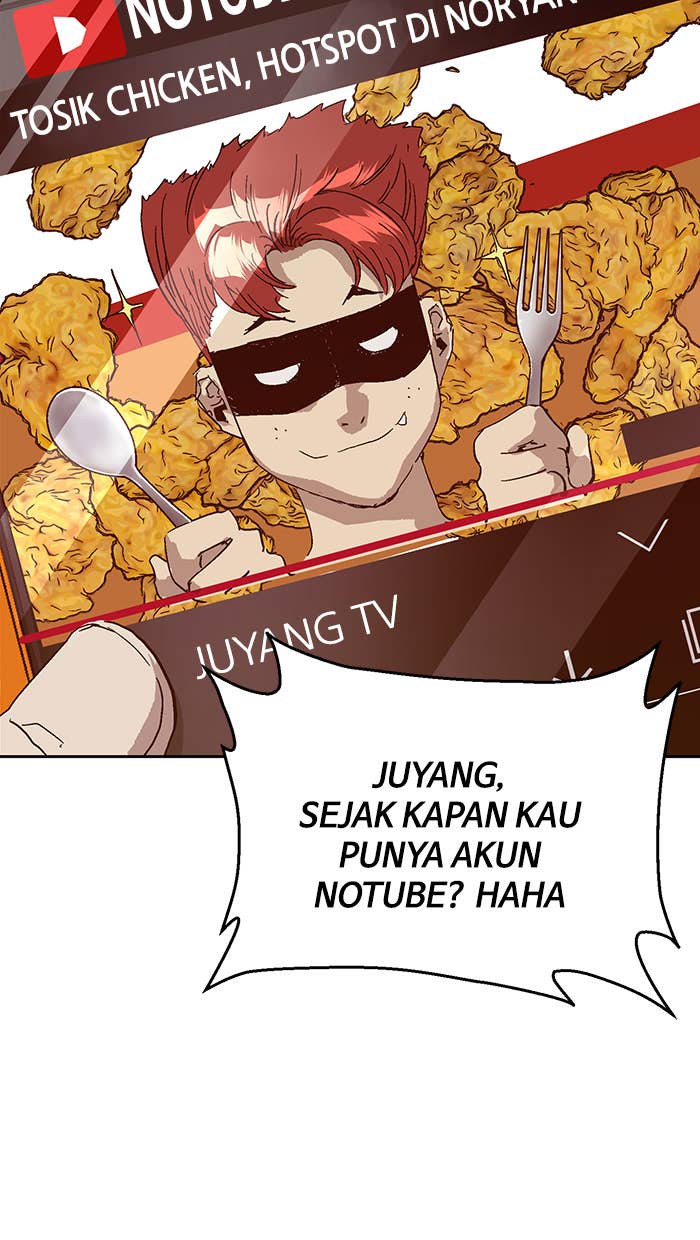 TOSIK CHICKEN, HOTSPOT DI NORYAN
JUYANG TV
JUYANG,
SEJAK KAPAN KAU
PUNYA AKUN
NOTUBE? HAHA